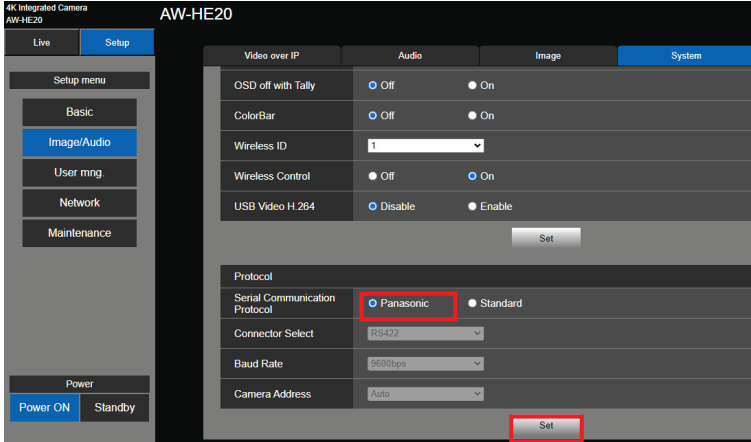 4K Integrated Camera
AW-HE20
AW-HE20
Live Setup
Setup menu
Basic
Image/Audio
User mng.
Network
Maintenance
Power
Power ON Standby
Video over IP Audio Image System
OSD off with Tally Off On
ColorBar Off On
Wireless ID 1
Wireless Control Off On
USB Video H.264 Disable Enable
Set
Protocol
Serial Communication
Protocol Panasonic Standard
Connector Select RS422
Baud Rate 9600bps
Camera Address Auto
Set